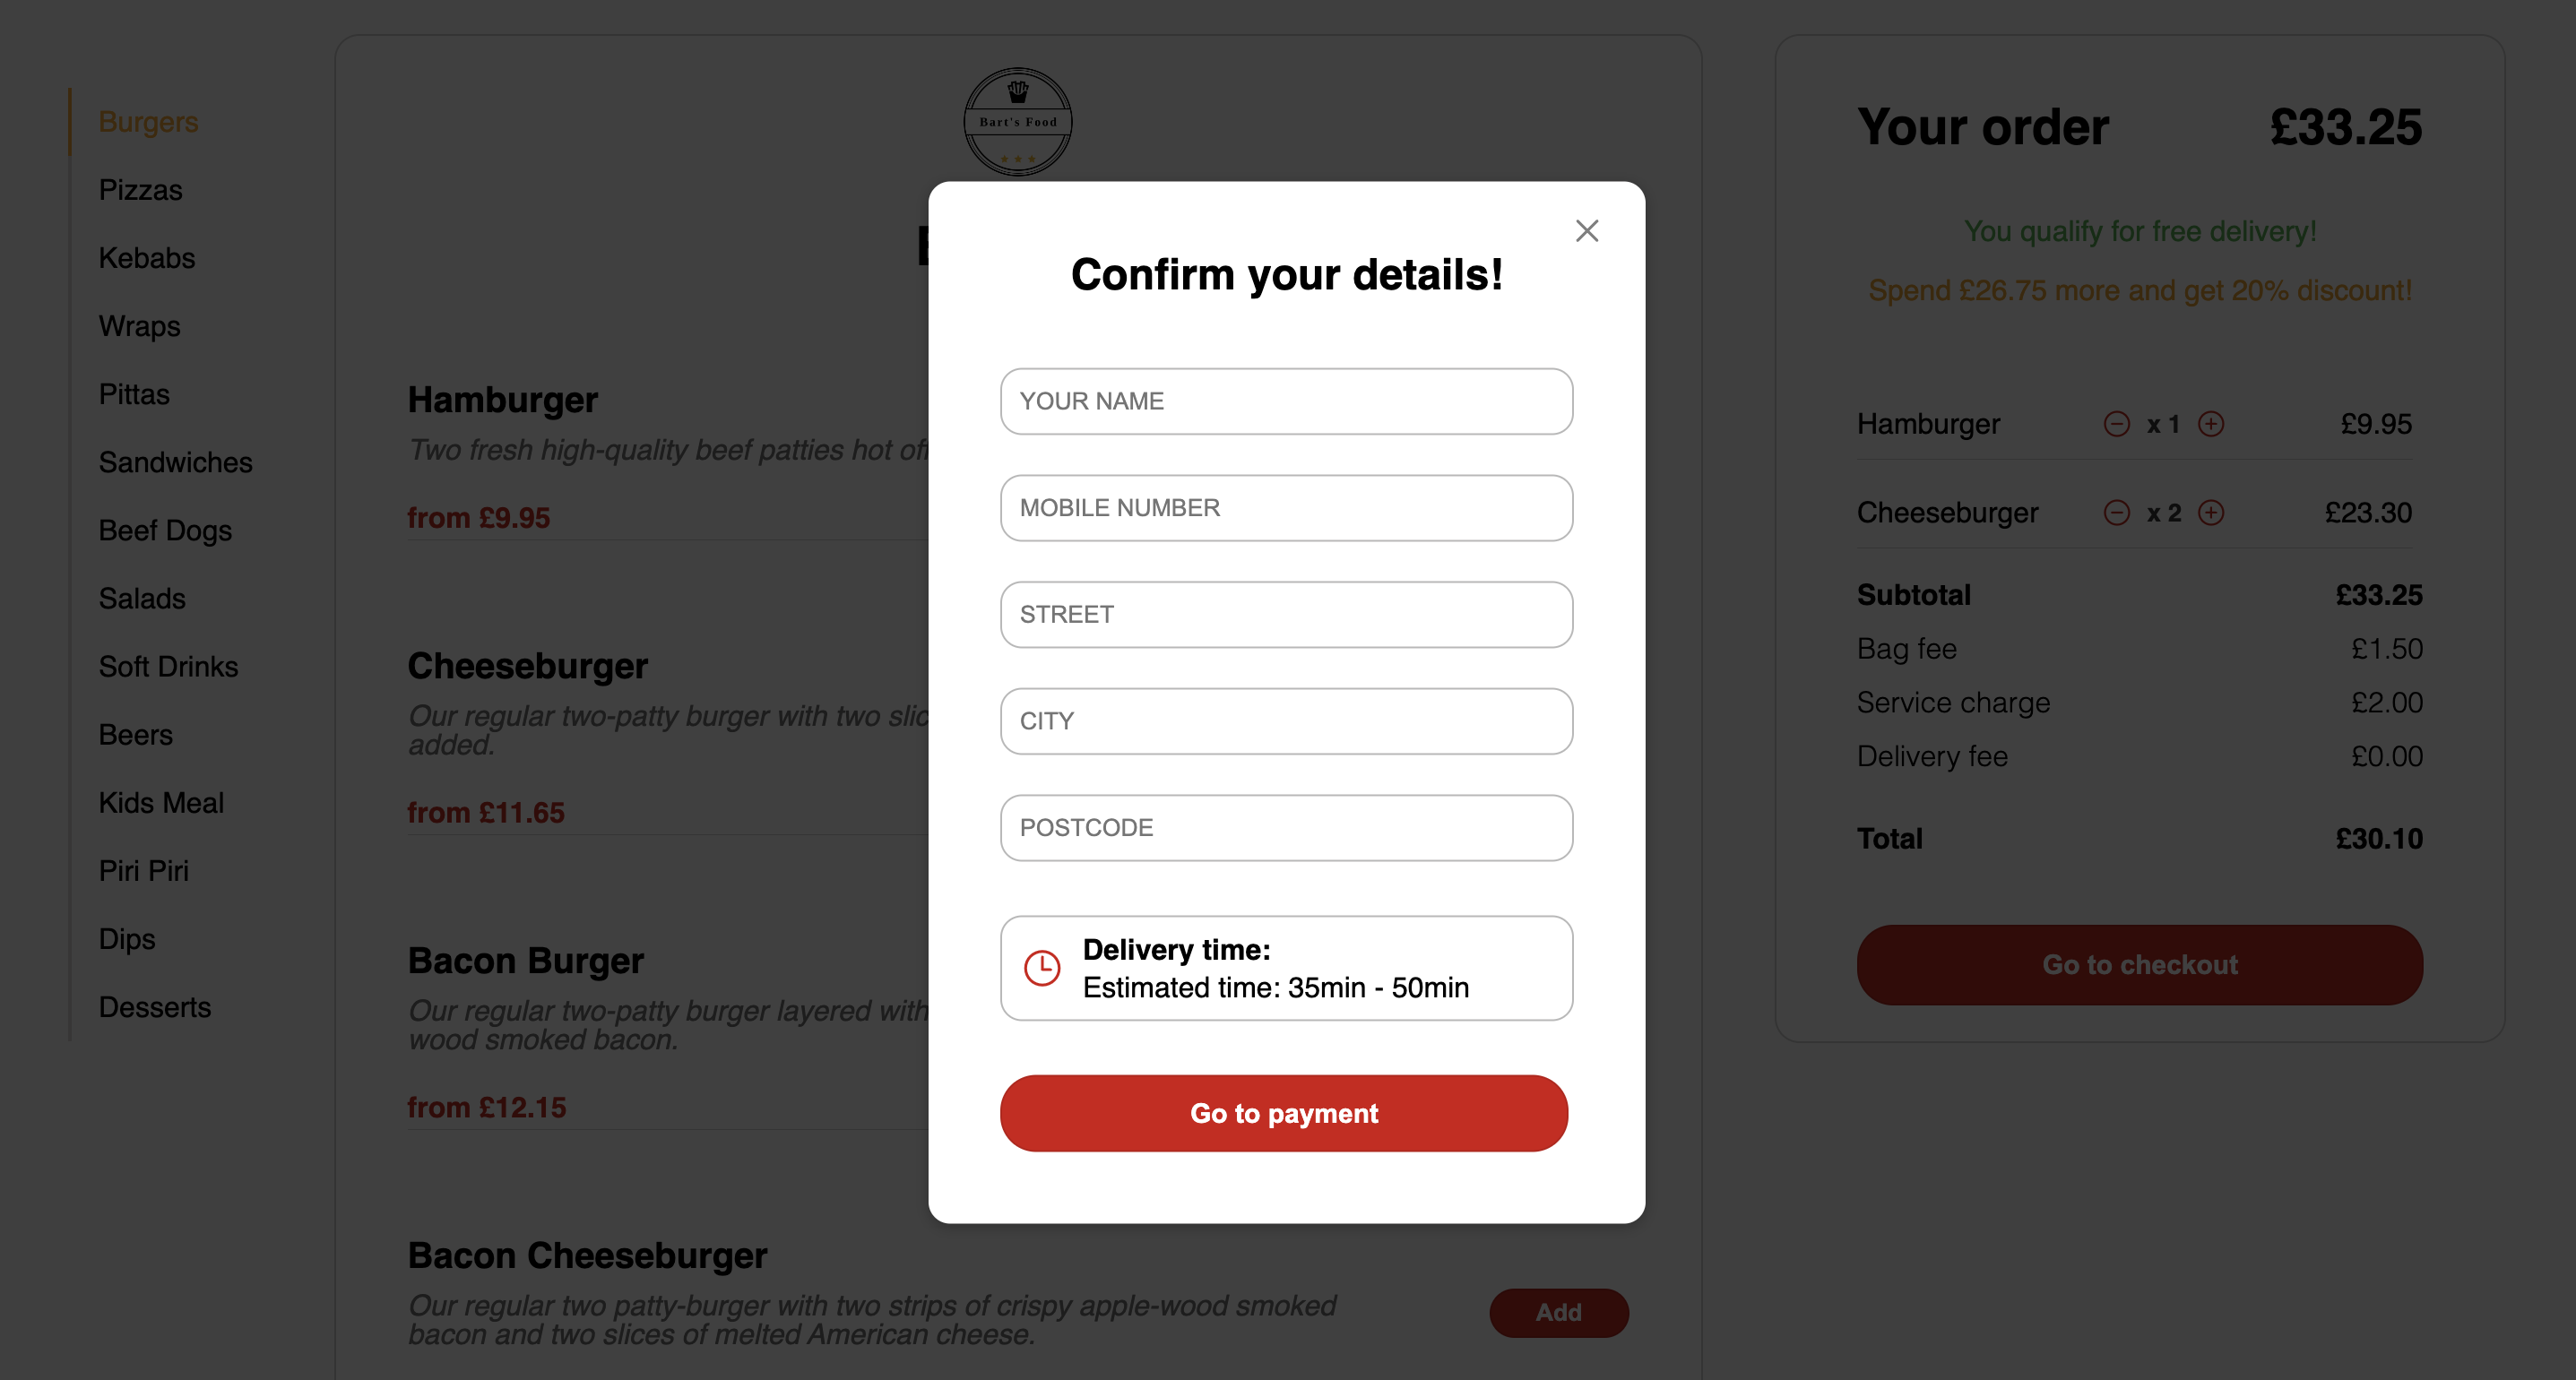 Burgers
Pizzas
Kebabs
Wraps
Pittas
Sandwiches
Beef Dogs
Salads
Soft Drinks
Beers
Kids Meal
Piri Piri
Dips
Desserts
Bart's Food
Hamburger
Two fresh high-quality beef patties hot off
from £9.95
Cheeseburger
Our regular two-patty burger with two
added.
from £11.65
Bacon Burger
Our regular two-patty burger layered with
wood smoked bacon.
from £12.15
Bacon Cheeseburger
Our regular two patty-burger with two strips of crispy apple-wood smoked
bacon and two slices of melted American cheese.
Add
Confirm your details!
YOUR NAME
MOBILE NUMBER
STREET
CITY
POSTCODE
Delivery time:
Estimated time: 35min - 50min
Go to payment
Your order £33.25
You qualify for free delivery!
Spend £26.75 more and get 20% discount!
Hamburger x 1 £9.95
Cheeseburger x 2 £23.30
Subtotal £33.25
Bag fee £1.50
Service charge £2.00
Delivery fee £0.00
Total £30.10
Go to checkout